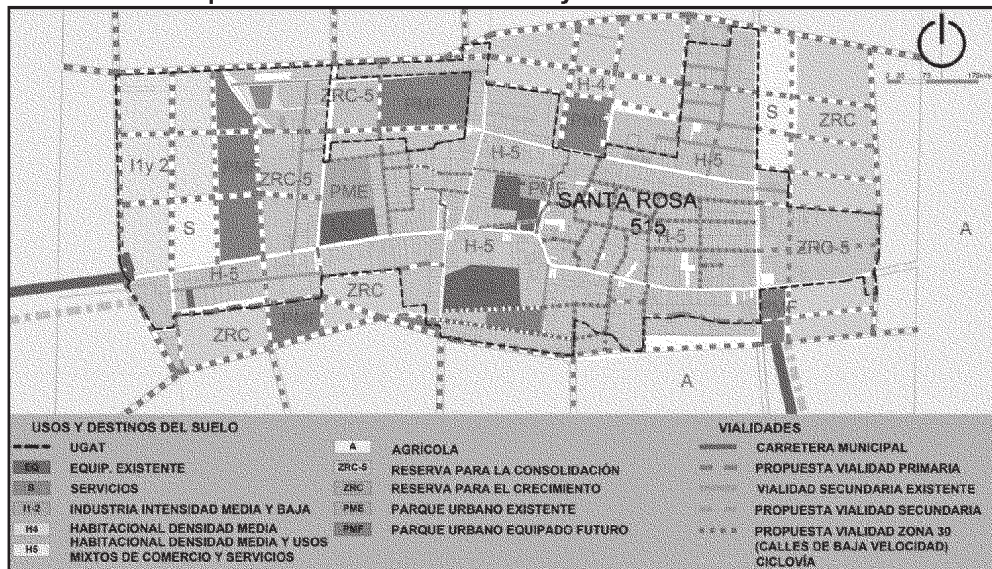 ZRC-5
H-4
S
ZRC
I1y 2
H-5
H-5
ZRC-5
PME
PME
SANTA ROSA
515
H-5
S
H-5
ZRC-5
A
H-5
ZRC
ZRC
A
USOS Y DESTINOS DEL SUELO
UGAT
EQ EQUIP. EXISTENTE
S SERVICIOS
I1-2 INDUSTRIA INTENSIDAD MEDIA Y BAJA
H4 HABITACIONAL DENSIDAD MEDIA
H5 HABITACIONAL DENSIDAD MEDIA Y USOS
MIXTOS DE COMERCIO Y SERVICIOS
A AGRÍCOLA
ZRC-5 RESERVA PARA LA CONSOLIDACIÓN
ZRC RESERVA PARA EL CRECIMIENTO
PME PARQUE URBANO EXISTENTE
PMF PARQUE URBANO EQUIPADO FUTURO
VIALIDADES
CARRETERA MUNICIPAL
PROPUESTA VIALIDAD PRIMARIA
VIALIDAD SECUNDARIA EXISTENTE
PROPUESTA VIALIDAD SECUNDARIA
PROPUESTA VIALIDAD ZONA 30
(CALLES DE BAJA VELOCIDAD)
CICLOVÍA